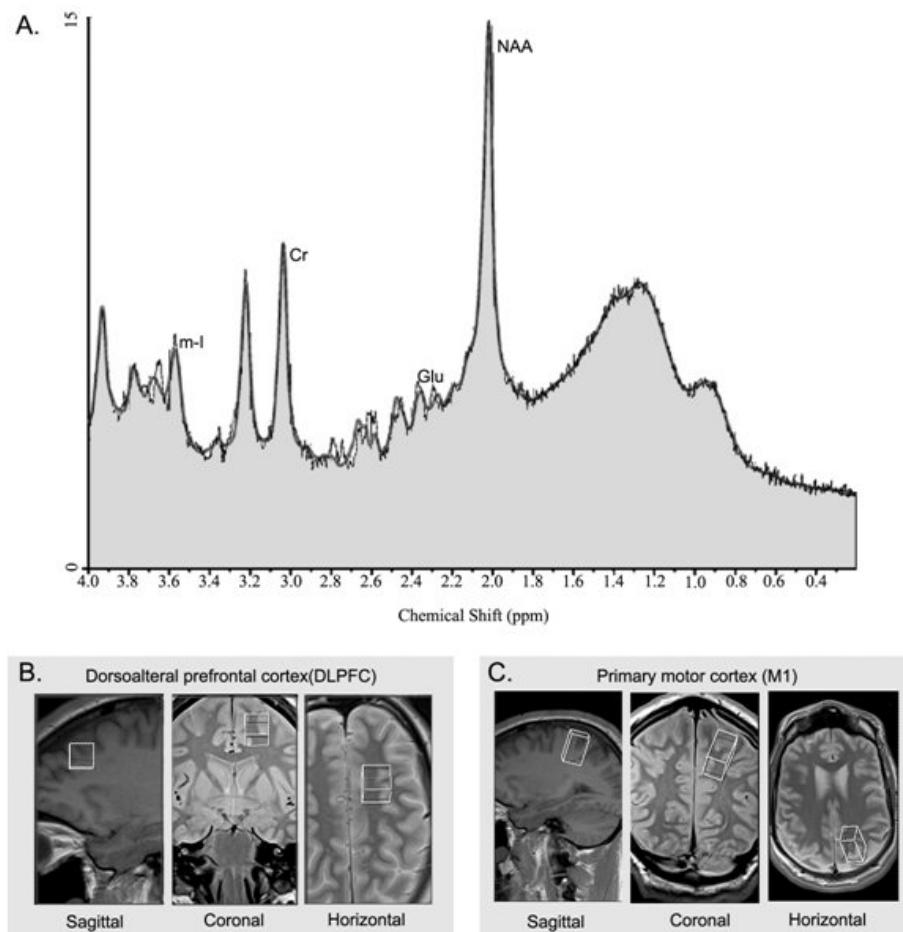 A.
15
NAA
Cr
m-I
Glu
0
4.0 3.8 3.6 3.4 3.2 3.0 2.8 2.6 2.4 2.2 2.0 1.8 1.6 1.4 1.2 1.0 0.8 0.6 0.4
Chemical Shift (ppm)
B.
Dorsoalteral prefrontal cortex(DLPFC)
Sagittal Coronal Horizontal
C.
Primary motor cortex (M1)
Sagittal Coronal Horizontal